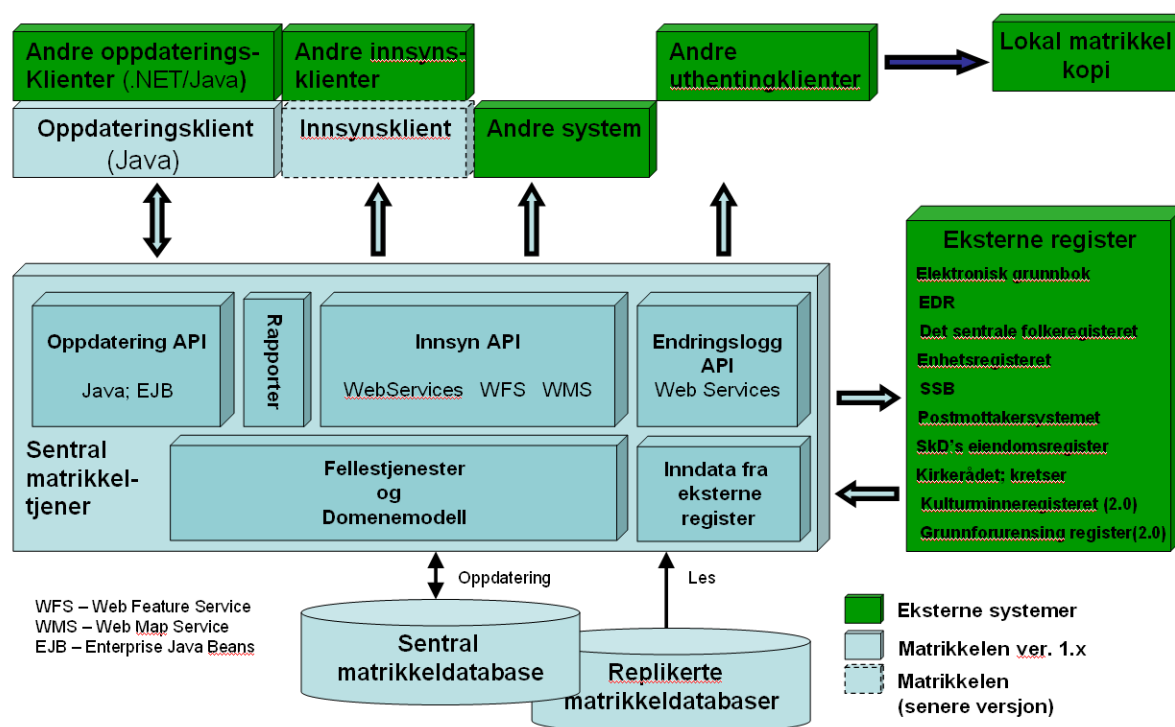 Andre oppdaterings-
Klienter (.NET/Java)
Andre innsyns-
klienter
Andre
uthentingklienter
Lokal matrikkel
kopi
Oppdateringsklient
(Java)
Innsynsklient
Andre system
Eksterne register
Elektronisk grunnbok
EDR
Det sentrale folkeregisteret
Enhetsregisteret
SSB
Postmottakersystemet
SkD's eiendomsregister
Kirkerådet; kretser
Kulturminneregisteret (2.0)
Grunnforurensing register(2.0)
Oppdatering API
Java; EJB
Rapporter
Innsyn API
WebServices WFS WMS
Endringslogg
API
Web Services
Sentral
matrikkel-
tjener
Fellestjenester
og
Domenemodell
Inndata fra
eksterne
register
Oppdatering
Les
WFS – Web Feature Service
WMS – Web Map Service
EJB – Enterprise Java Beans
Sentral
matrikkeldatabase
Replikerte
matrikkeldatabaser
Eksterne systemer
Matrikkelen ver. 1.x
Matrikkelen
(senere versjon)